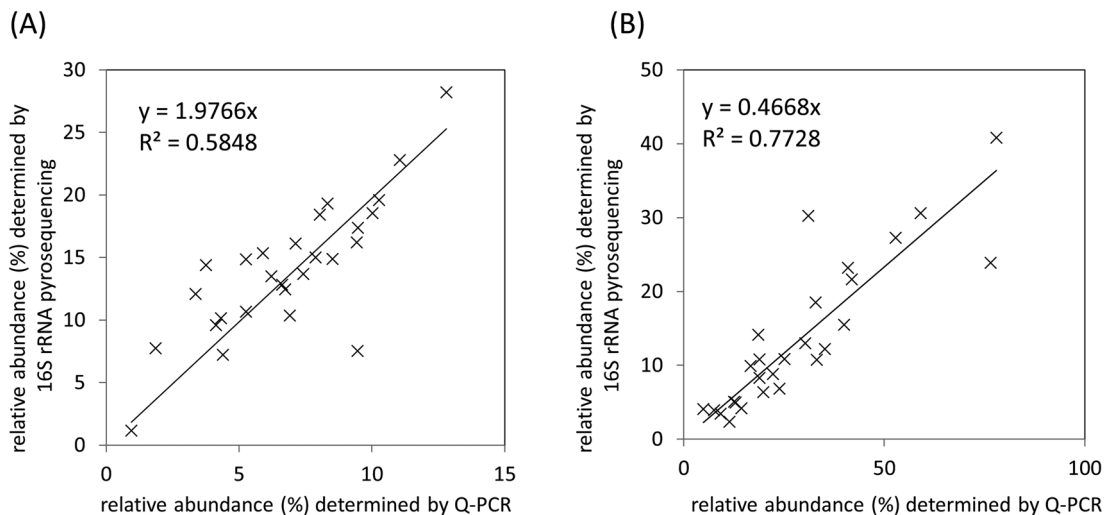 (A)
relative abundance (%) determined by
16S rRNA pyrosequencing
30
25
20
15
10
5
0
y = 1.9766x
R² = 0.5848
0
5
10
15
relative abundance (%) determined by Q-PCR
(B)
relative abundance (%) determined by
16S rRNA pyrosequencing
50
40
30
20
10
0
y = 0.4668x
R² = 0.7728
0
50
100
relative abundance (%) determined by Q-PCR